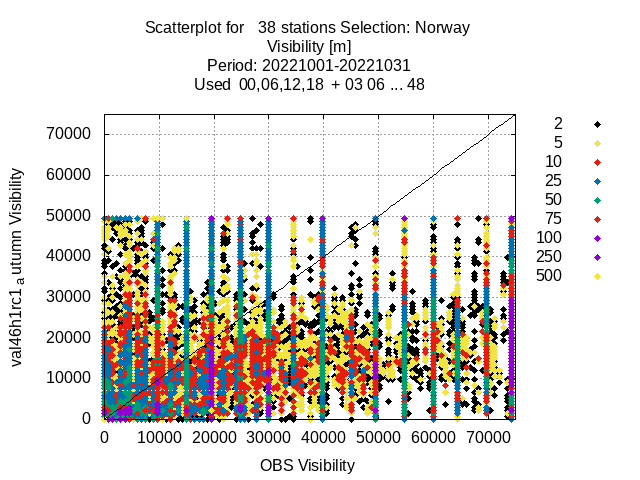 Scatterplot for 38 stations Selection: Norway
Visibility [m]
Period: 20221001-20221031
Used 00,06,12,18 + 03 06 ... 48
val46h1rc1 a utumn Visibility
70000
60000
50000
40000
30000
20000
10000
0
0 10000 20000 30000 40000 50000 60000 70000
OBS Visibility
2
5
10
25
50
75
100
250
500